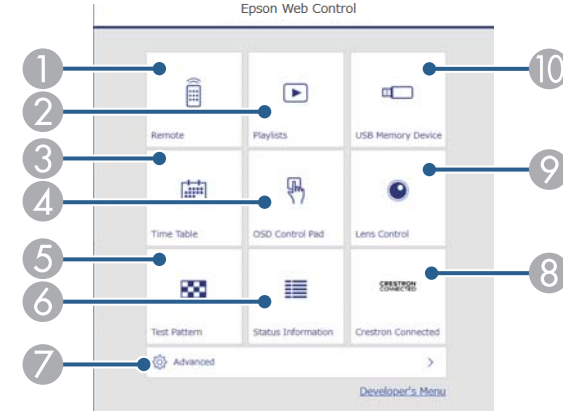 Epson Web Control
1
2
10
Remote
Playlists
USB Memory Device
3
4
9
Time Table
OSD Control Pad
Lens Control
5
6
8
CRESTRON
CONNECTED
Test Pattern
Status Information
Crestron Connected
7
Advanced
Developer's Menu